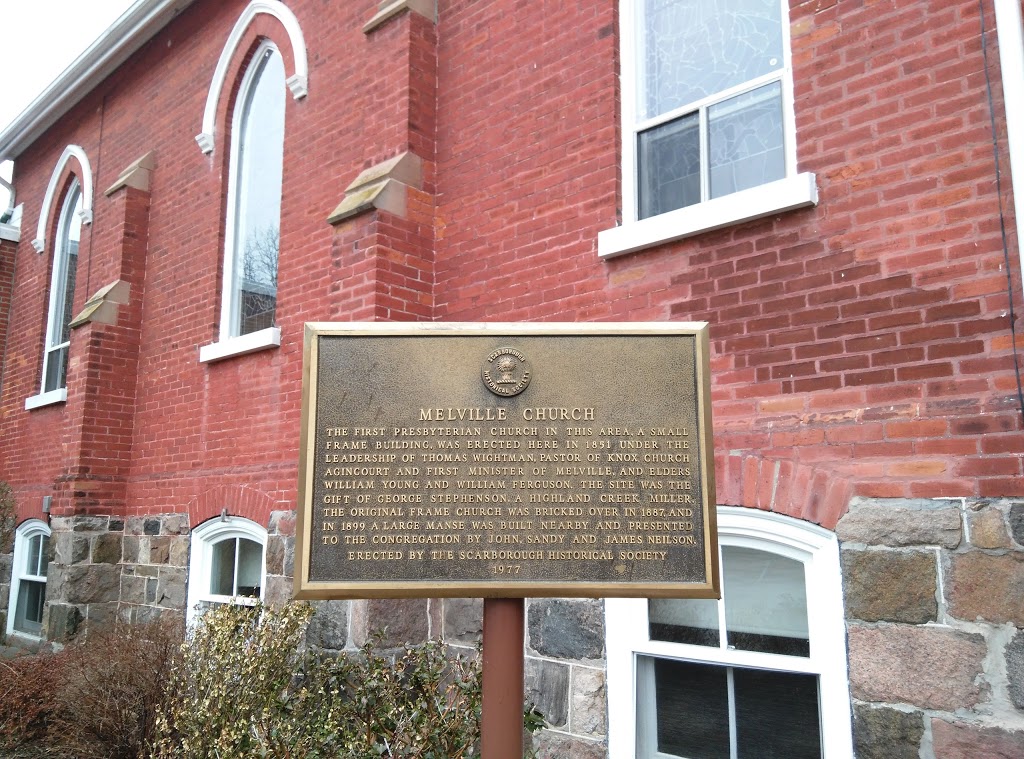 SCARBOROUGH
HISTORICAL SOCIETY
MELVILLE CHURCH
THE FIRST PRESBYTERIAN CHURCH IN THIS AREA, A SMALL
FRAME BUILDING, WAS ERECTED HERE IN 1851 UNDER THE
LEADERSHIP OF THOMAS WIGHTMAN, PASTOR OF KNOX CHURCH
AGINCOURT AND FIRST MINISTER OF MELVILLE, AND ELDERS
WILLIAM YOUNG AND WILLIAM FERGUSON. THE SITE WAS THE
GIFT OF GEORGE STEPHENSON, A HIGHLAND CREEK MILLER.
THE ORIGINAL FRAME CHURCH WAS BRICKED OVER IN 1887, AND
IN 1899 A LARGE MANSE WAS BUILT NEARBY AND PRESENTED
TO THE CONGREGATION BY JOHN, SANDY AND JAMES NEILSON.
ERECTED BY THE SCARBOROUGH HISTORICAL SOCIETY
1977